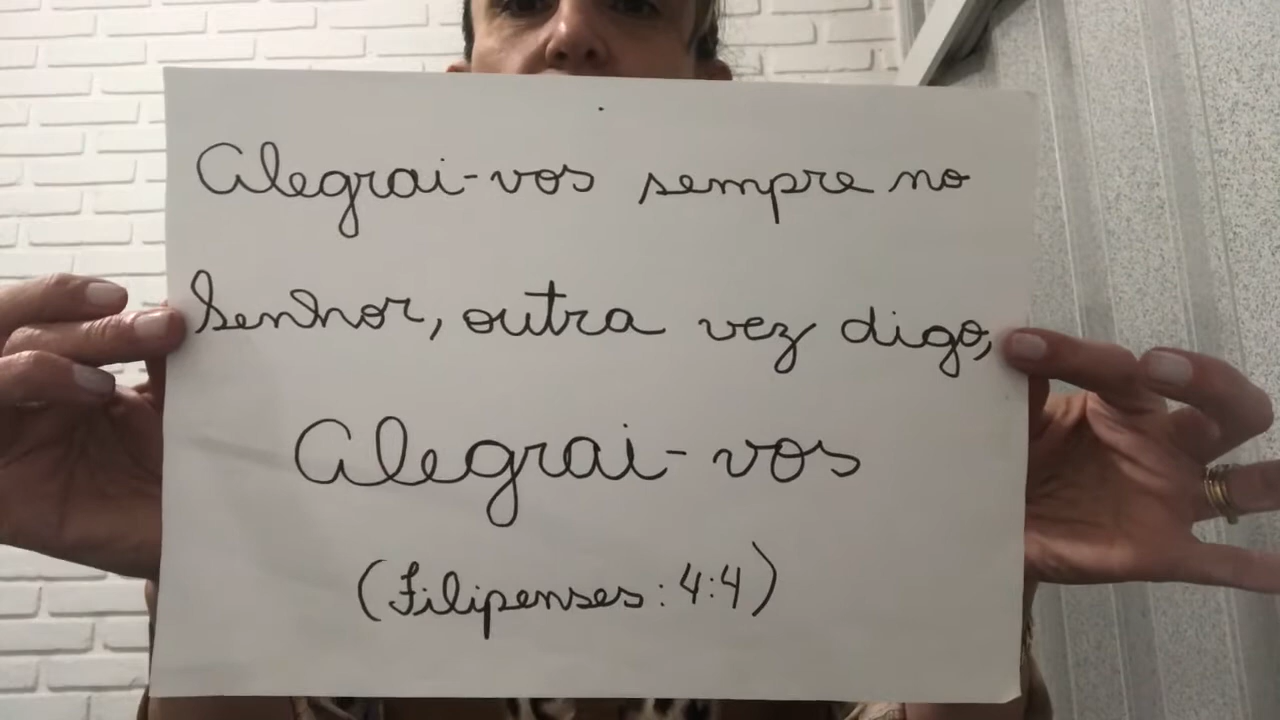 Alegrai-vos sempre no
Senhor, outra vez digo,
Alegrai-vos
(Filipenses: 4:4)